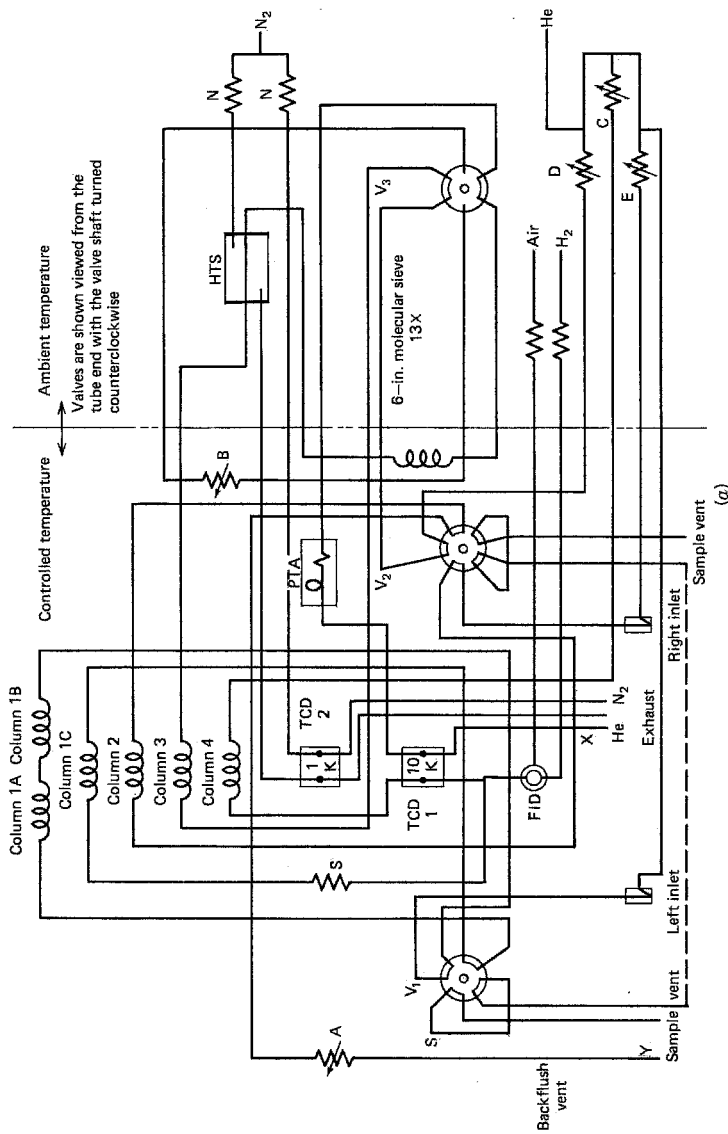 Controlled temperature
Ambient temperature
Valves are shown viewed from the
tube end with the valve shaft turned
counterclockwise
Column 1A
Column 1B
Column 1C
Column 2
Column 3
Column 4
HTS
N
N
N₂
B
PTA
6-in. molecular sieve
13X
V₃
V₂
V₁
TCD
2
1
K
10
K
TCD
1
S
S
A
FID
X
He
N₂
Exhaust
Air
H₂
D
C
E
He
Left inlet
Right inlet
Sample vent
Sample vent
Y
Backflush
vent
(a)